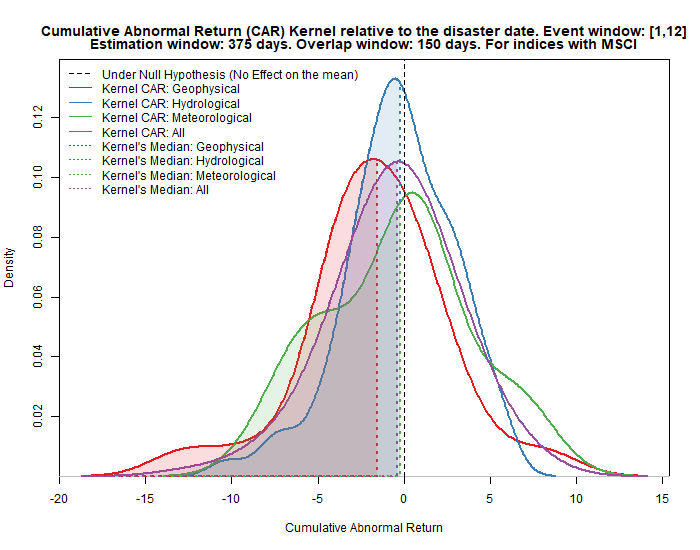 Cumulative Abnormal Return (CAR) Kernel relative to the disaster date. Event window: [1,12]
Estimation window: 375 days. Overlap window: 150 days. For indices with MSCI
Under Null Hypothesis (No Effect on the mean)
Kernel CAR: Geophysical
Kernel CAR: Hydrological
Kernel CAR: Meteorological
Kernel CAR: All
Kernel's Median: Geophysical
Kernel's Median: Hydrological
Kernel's Median: Meteorological
Kernel's Median: All
Density
0.12
0.10
0.08
0.06
0.04
0.02
-20 -15 -10 -5 0 5 10 15
Cumulative Abnormal Return